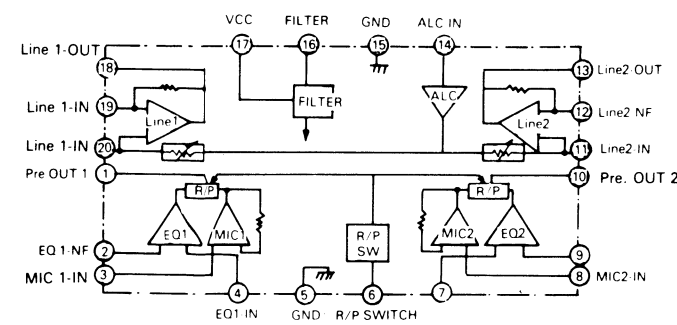 VCC FILTER GND ALC IN
Line 1-OUT
17 16 15 14
18
13 Line2-OUT
Line 1-IN 19
FILTER
ALC
12 Line2 NF
Line1
Line2
Line 1-IN
20
11 Line2-IN
Pre OUT 1 1
10 Pre. OUT 2
R/P
R/P
EQ1 MIC1
R/P
SW
MIC2 EQ2
EQ 1-NF 2
9
MIC 1-IN 3
8 MIC2-IN
4 5 6 7
EQ1-IN GND R/P SWITCH